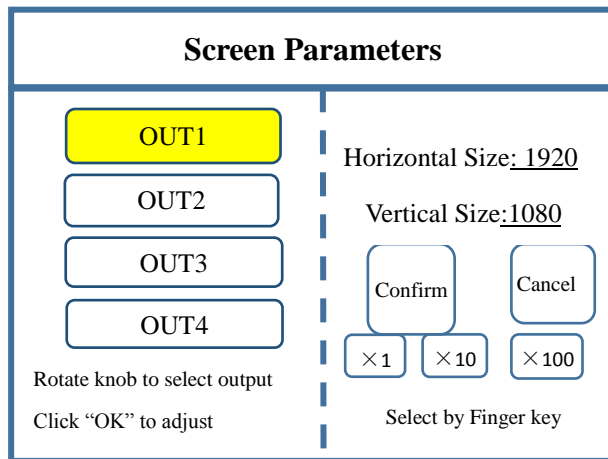 Screen Parameters
OUT1
OUT2
OUT3
OUT4
Rotate knob to select output
Click “OK” to adjust
Horizontal Size: 1920
Vertical Size:1080
Confirm
Cancel
×1
×10
×100
Select by Finger key